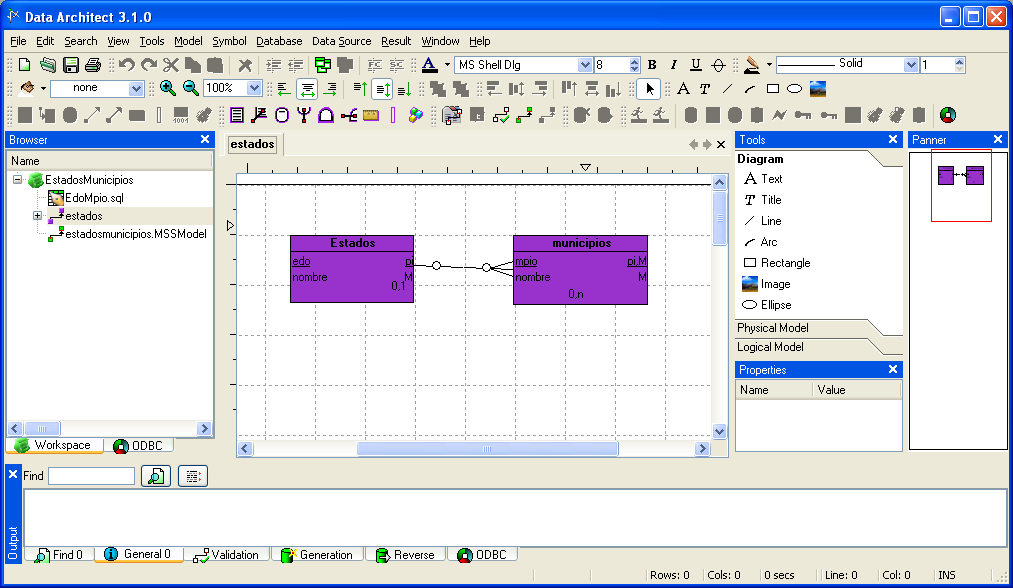 Data Architect 3.1.0
File Edit Search View Tools Model Symbol Database Data Source Result Window Help
MS Shell Dlg 8 B I U Solid 1
none 100% A T
Browser
Name
EstadosMunicipios
EdoMpio.sql
estados
estadosmunicipios.MSSModel
Workspace ODBC
estados
Estados
edo pi
nombre M
0,1
municipios
mpio pi,M
nombre M
0,n
Tools
Diagram
A Text
T Title
Line
Arc
Rectangle
Image
Ellipse
Physical Model
Logical Model
Properties
Name Value
Panner
Find
Output
Find 0 General 0 Validation Generation Reverse ODBC
Rows: 0 Cols: 0 0 secs Line: 0 Col: 0 INS